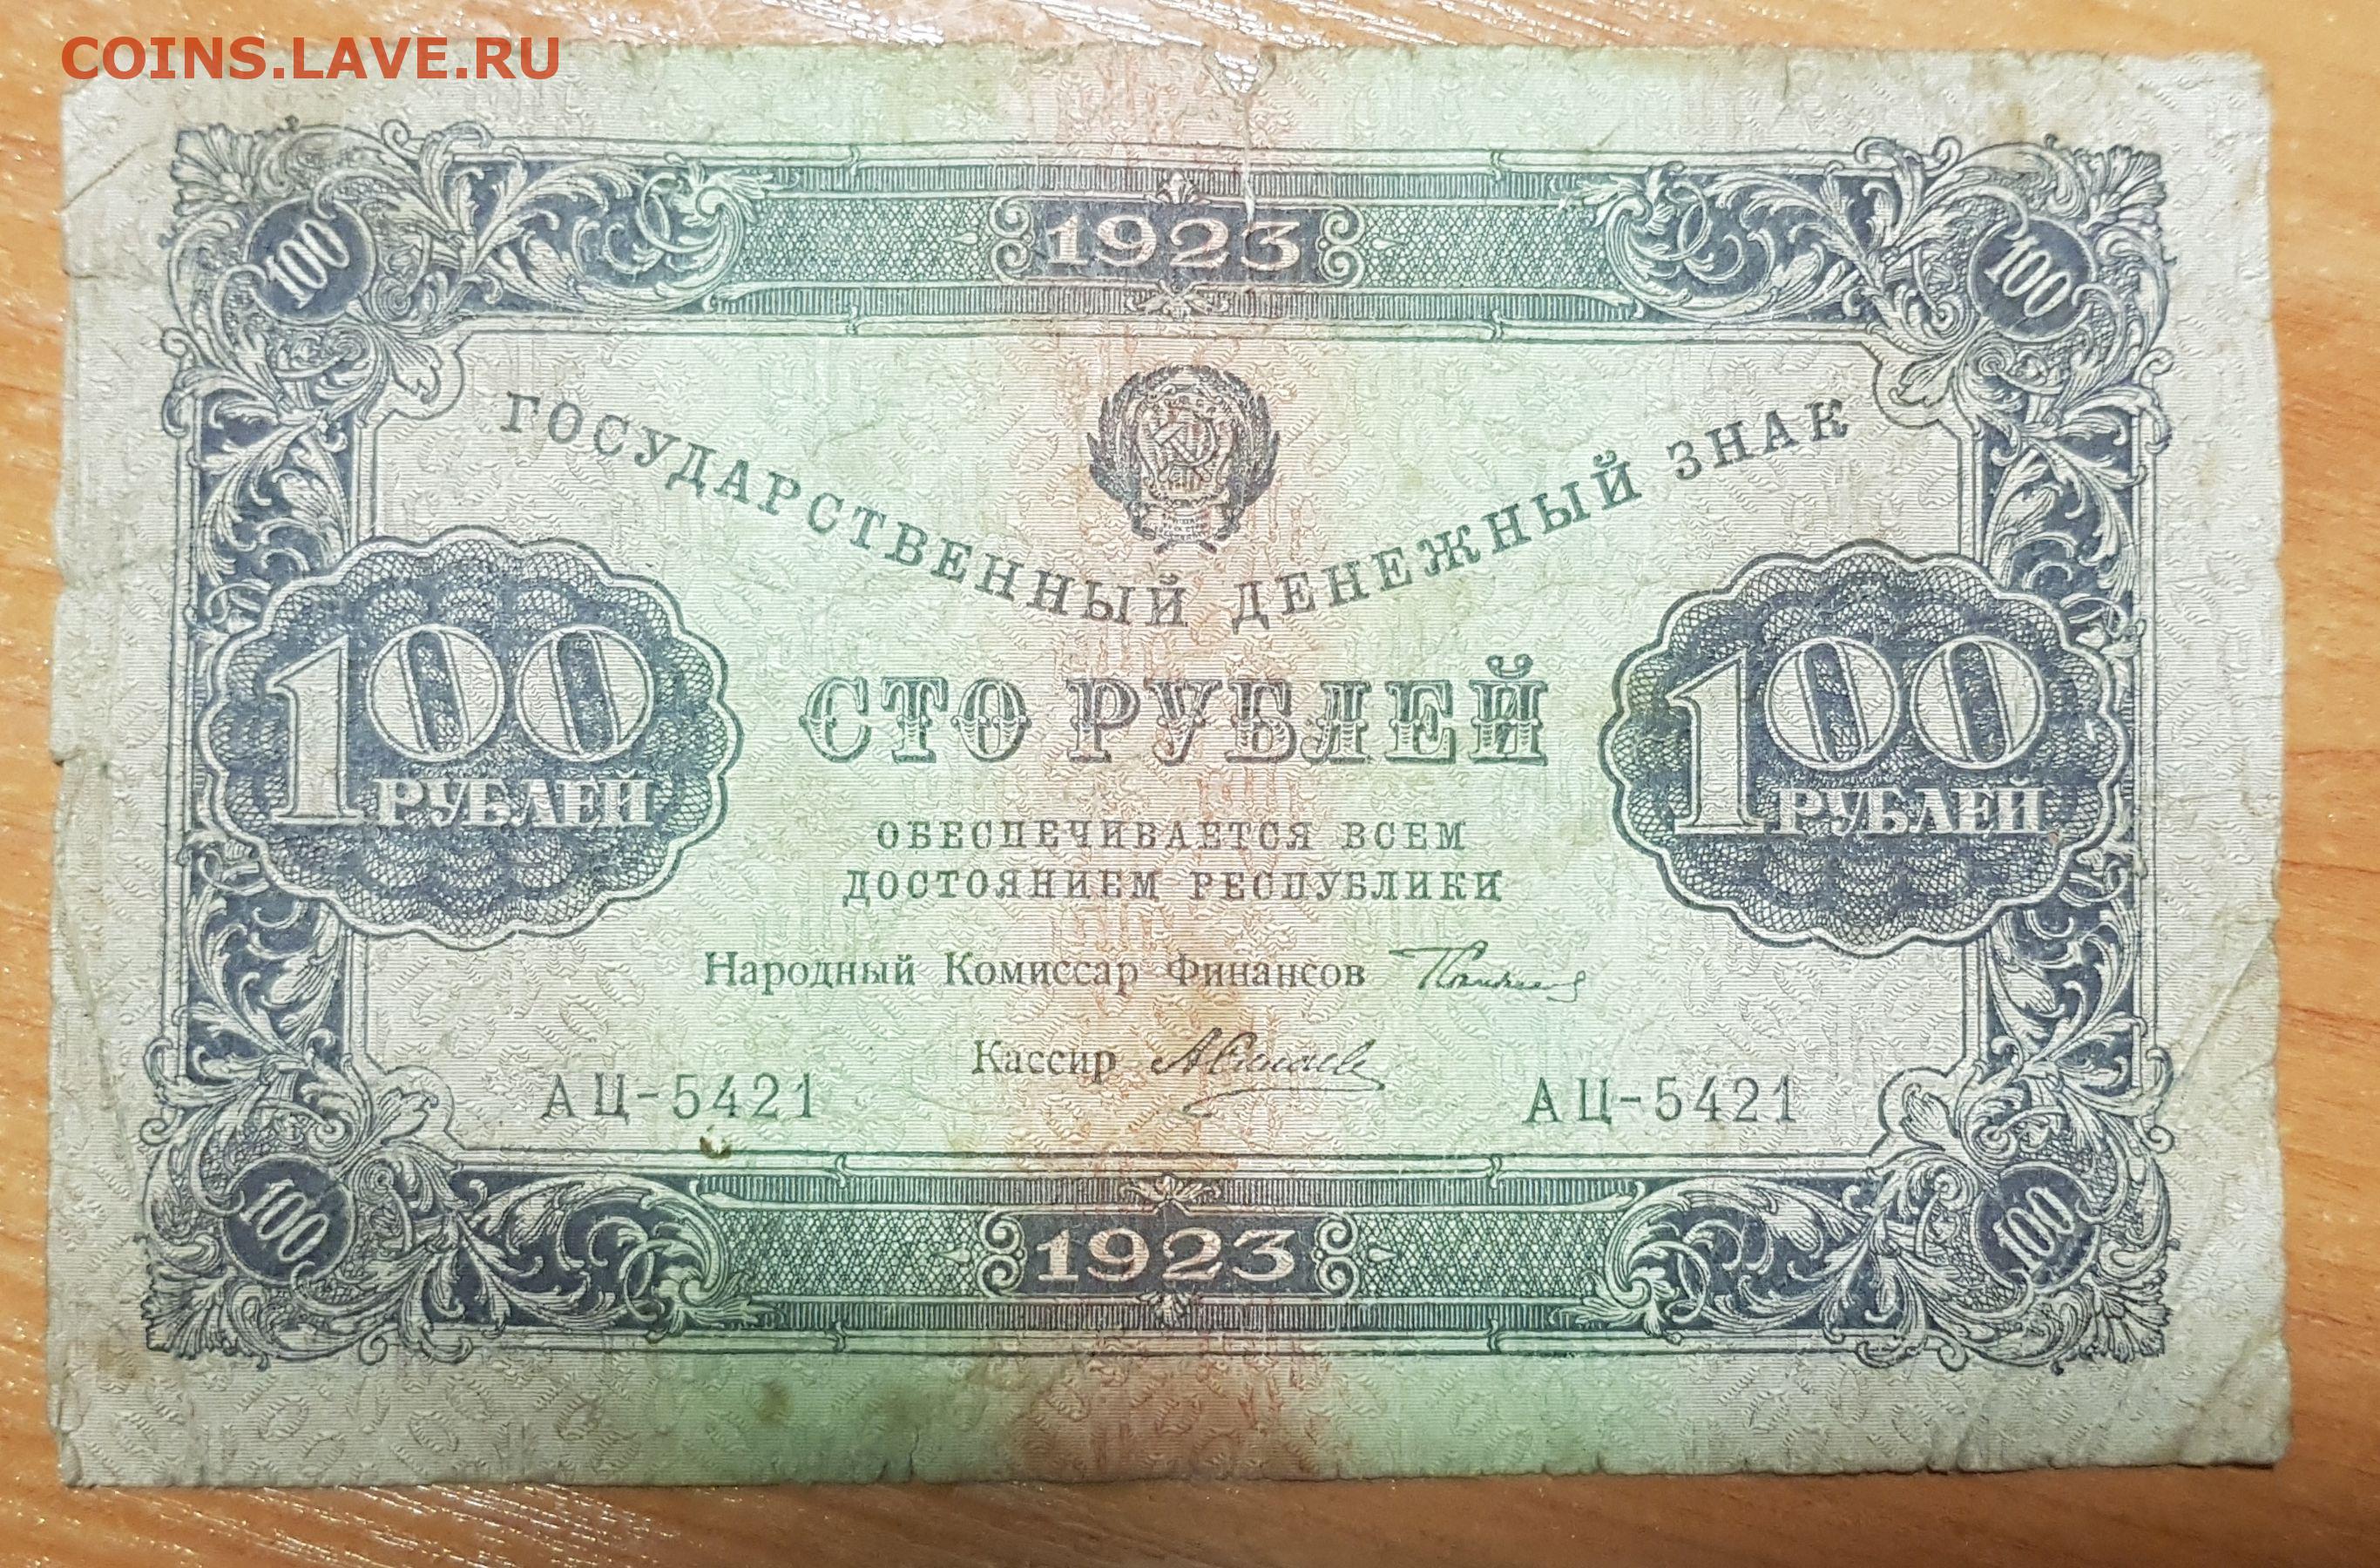 COINS.LAVE.RU
1923
100
100
ГОСУДАРСТВЕННЫЙ ДЕНЕЖНЫЙ ЗНАК
100
РУБЛЕЙ
СТО РУБЛЕЙ
100
РУБЛЕЙ
ОБЕСПЕЧИВАЕТСЯ ВСЕМ
ДОСТОЯНИЕМ РЕСПУБЛИКИ
Народный Комиссар Финансов
Кассир
АЦ-5421
АЦ-5421
100
1923
100